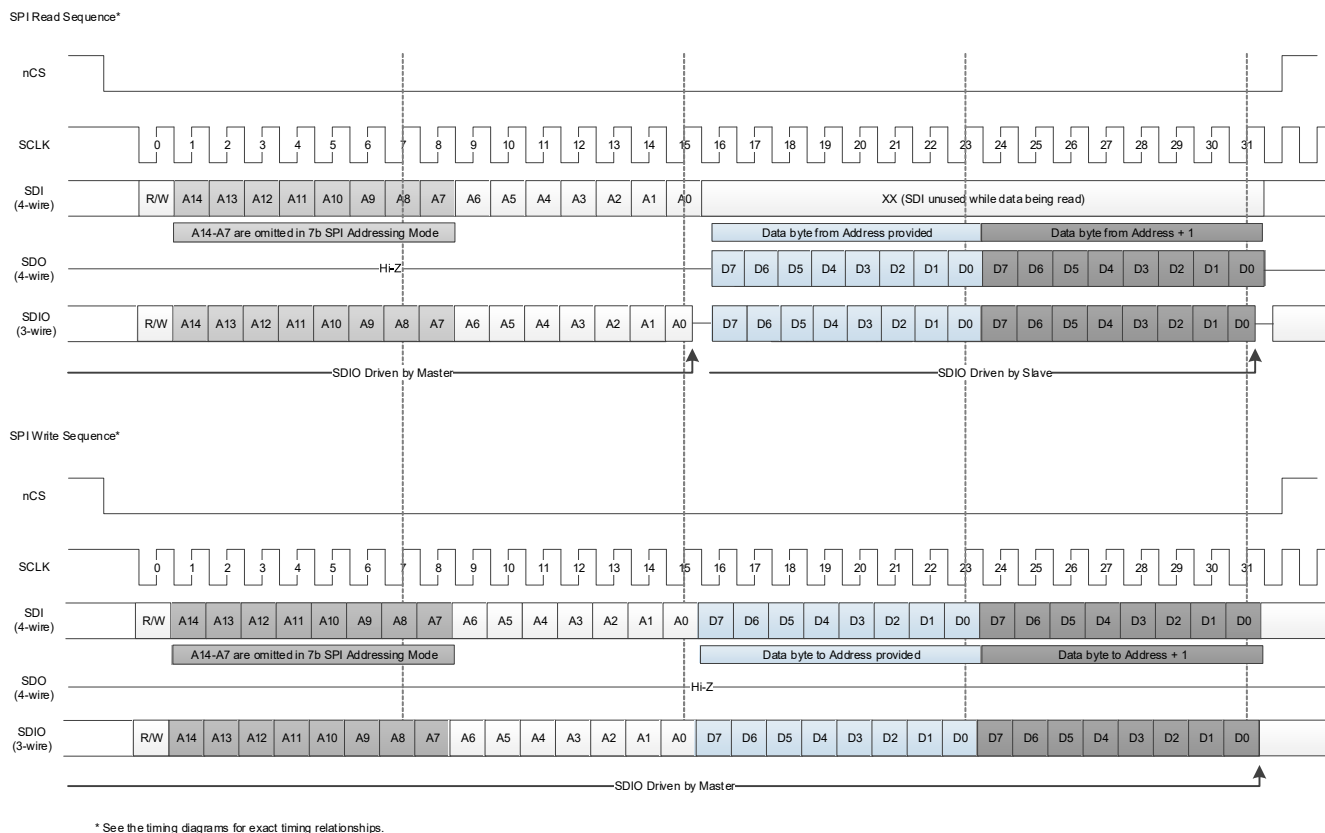 SPI Read Sequence*
nCS
SCLK
0 1 2 3 4 5 6 7 8 9 10 11 12 13 14 15 16 17 18 19 20 21 22 23 24 25 26 27 28 29 30 31
SDI
(4-wire)
R/W A14 A13 A12 A11 A10 A9 A8 A7 A6 A5 A4 A3 A2 A1 A0 XX (SDI unused while data being read)
A14-A7 are omitted in 7b SPI Addressing Mode
Data byte from Address provided
Data byte from Address + 1
SDO
(4-wire)
Hi-Z
D7 D6 D5 D4 D3 D2 D1 D0 D7 D6 D5 D4 D3 D2 D1 D0
SDIO
(3-wire)
R/W A14 A13 A12 A11 A10 A9 A8 A7 A6 A5 A4 A3 A2 A1 A0 D7 D6 D5 D4 D3 D2 D1 D0 D7 D6 D5 D4 D3 D2 D1 D0
SDIO Driven by Master
SDIO Driven by Slave
SPI Write Sequence*
nCS
SCLK
0 1 2 3 4 5 6 7 8 9 10 11 12 13 14 15 16 17 18 19 20 21 22 23 24 25 26 27 28 29 30 31
SDI
(4-wire)
R/W A14 A13 A12 A11 A10 A9 A8 A7 A6 A5 A4 A3 A2 A1 A0 D7 D6 D5 D4 D3 D2 D1 D0 D7 D6 D5 D4 D3 D2 D1 D0
A14-A7 are omitted in 7b SPI Addressing Mode
Data byte to Address provided
Data byte to Address + 1
SDO
(4-wire)
Hi-Z
SDIO
(3-wire)
R/W A14 A13 A12 A11 A10 A9 A8 A7 A6 A5 A4 A3 A2 A1 A0 D7 D6 D5 D4 D3 D2 D1 D0 D7 D6 D5 D4 D3 D2 D1 D0
SDIO Driven by Master
* See the timing diagrams for exact timing relationships.